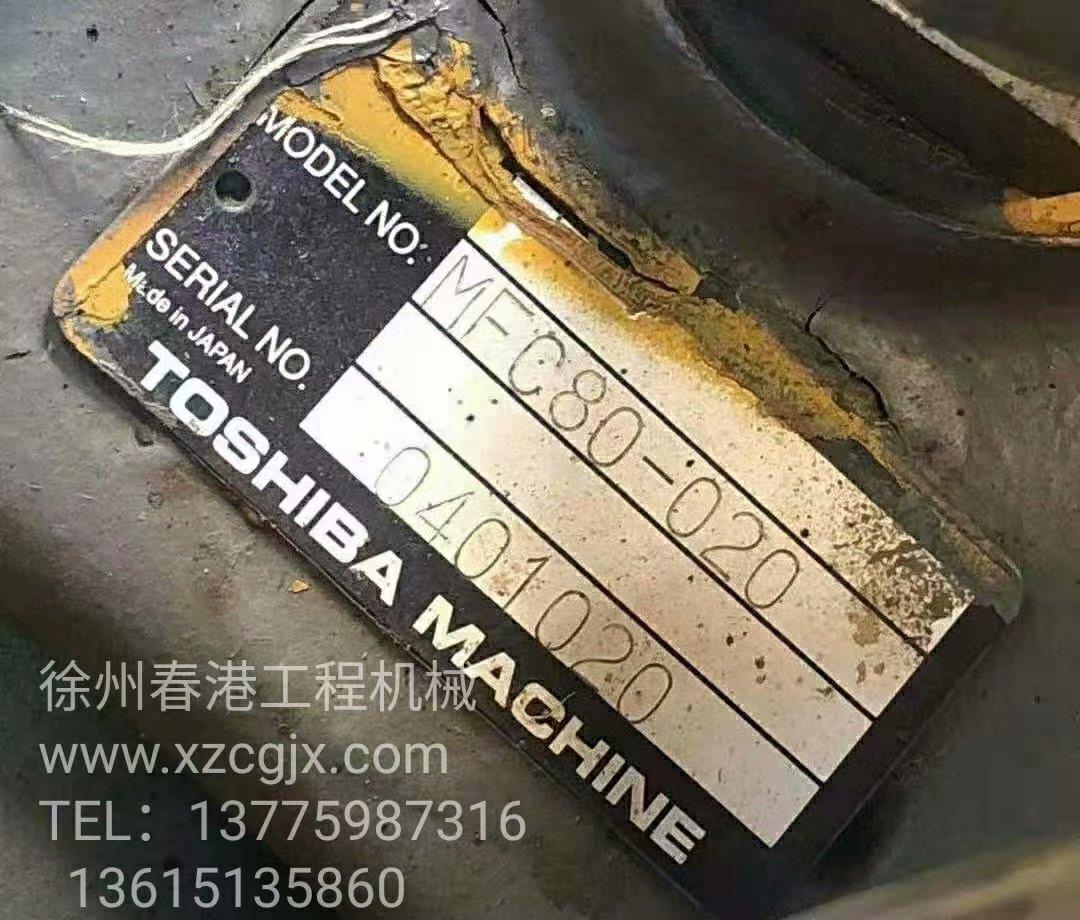 MODEL NO.
MFC80-020
SERIAL NO.
0401020
Made in JAPAN
TOSHIBA MACHINE
徐州春港工程机械
www.xzcgjx.com
TEL：13775987316
13615135860